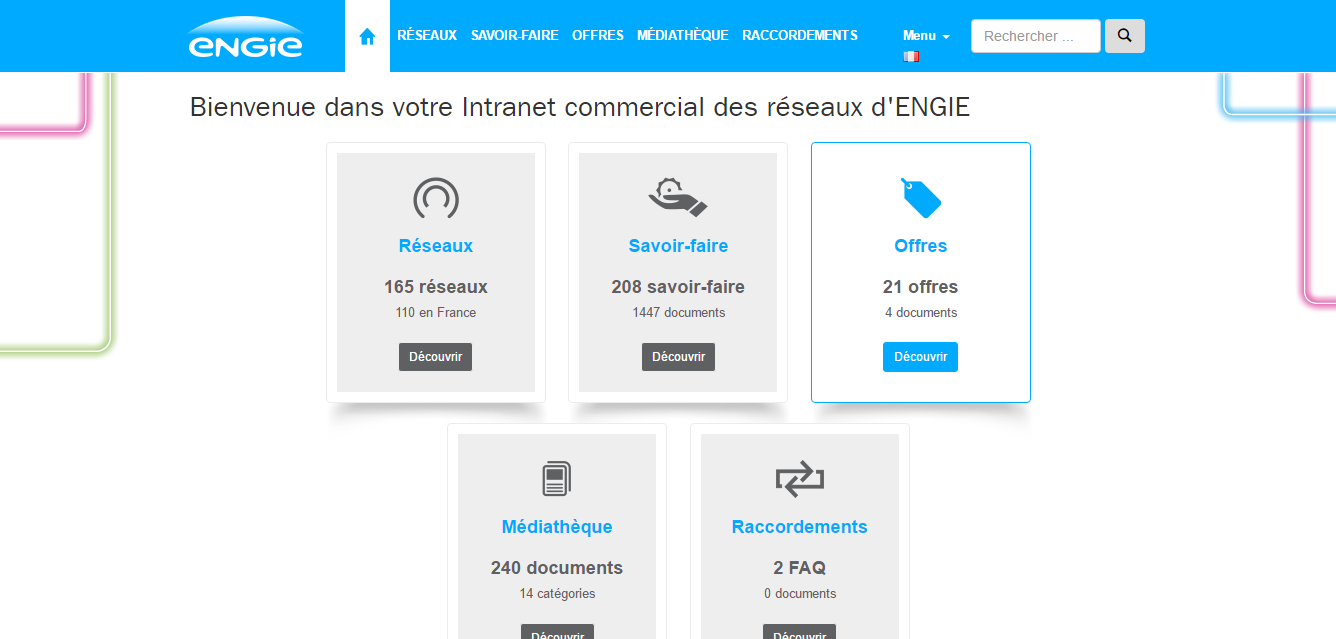 ENGIE
RÉSEAUX SAVOIR-FAIRE OFFRES MÉDIATHÈQUE RACCORDEMENTS
Menu
Rechercher ...
Bienvenue dans votre Intranet commercial des réseaux d'ENGIE
Réseaux
165 réseaux
110 en France
Découvrir
Savoir-faire
208 savoir-faire
1447 documents
Découvrir
Offres
21 offres
4 documents
Découvrir
Médiathèque
240 documents
14 catégories
Découvrir
Raccordements
2 FAQ
0 documents
Découvrir